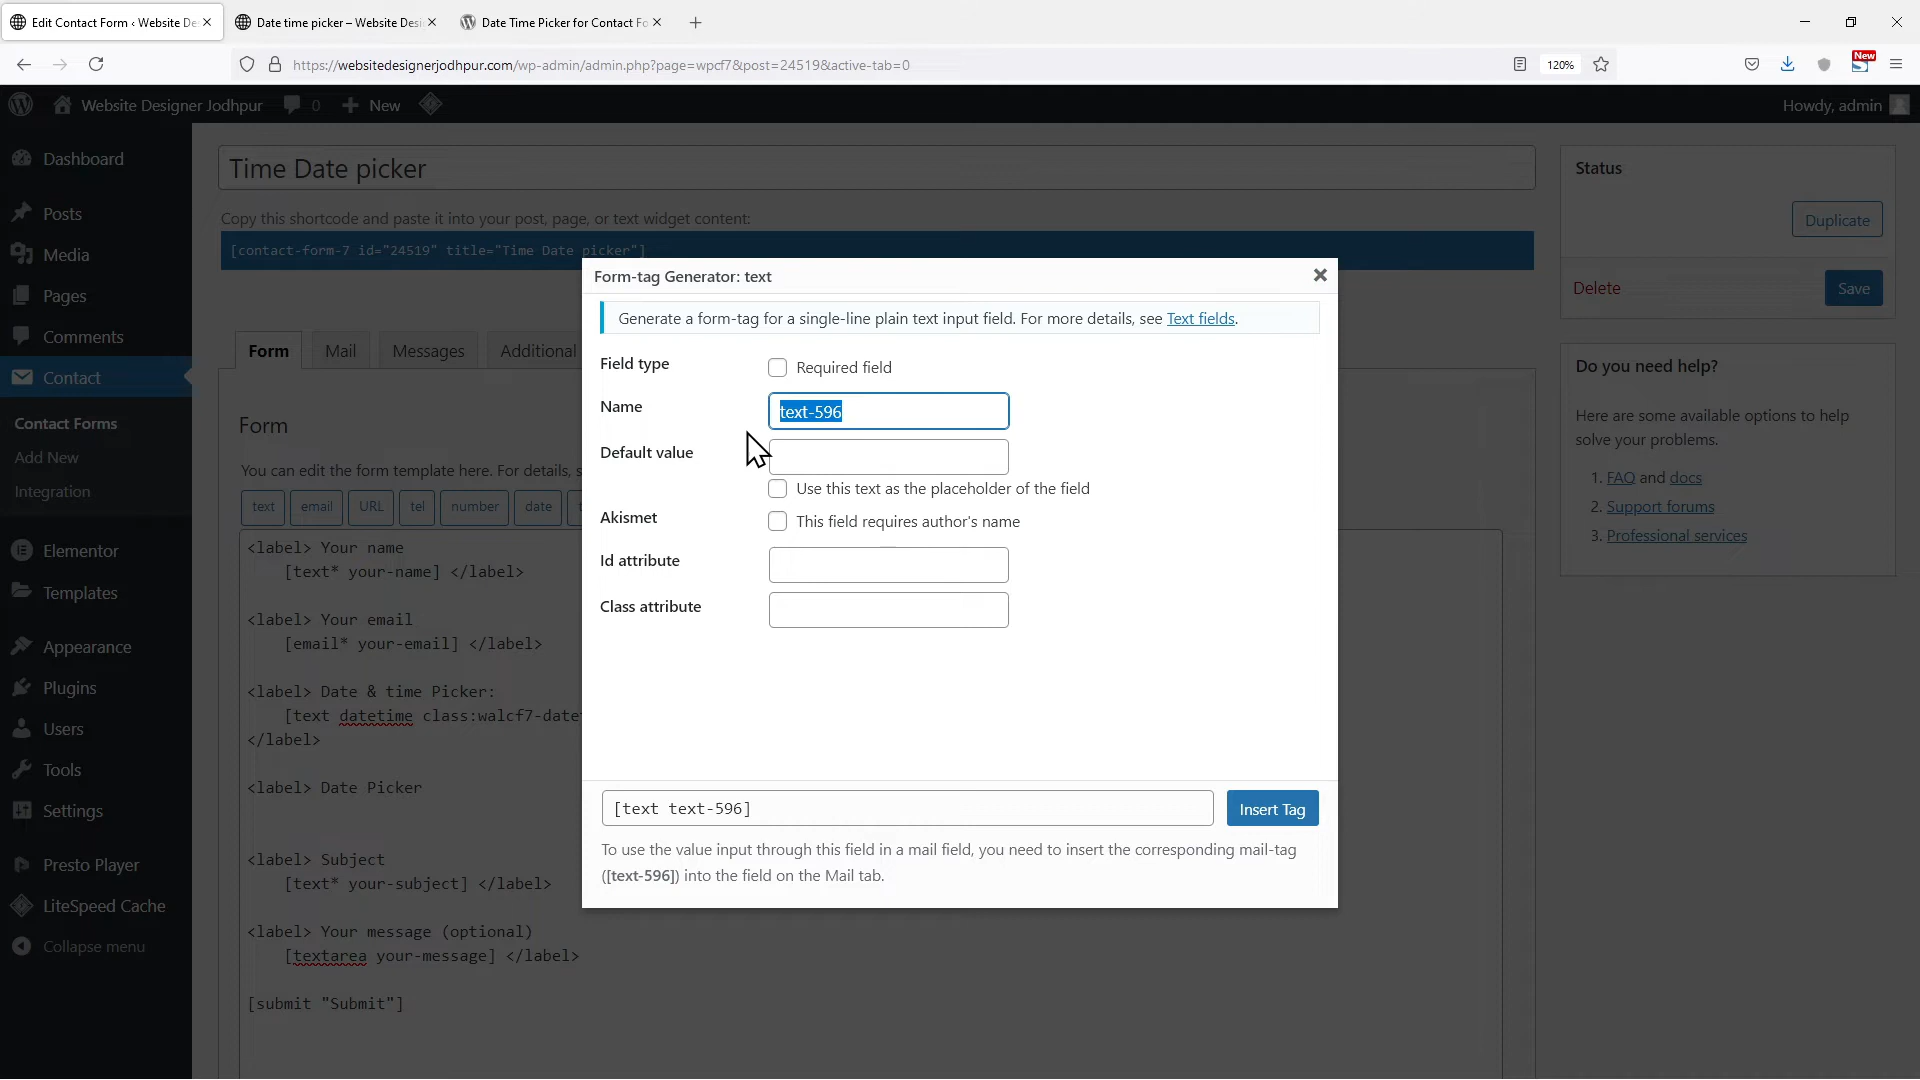 Edit Contact Form ‹ Website De
Date time picker – Website Desi
Date Time Picker for Contact Fo
https://websitedesignerjodhpur.com/wp-admin/admin.php?page=wpcf7&post=24519&active-tab=0
120%
New
Website Designer Jodhpur
0
New
Howdy, admin
Dashboard
Posts
Media
Pages
Comments
Contact
Contact Forms
Add New
Integration
Elementor
Templates
Appearance
Plugins
Users
Tools
Settings
Presto Player
LiteSpeed Cache
Collapse menu
Time Date picker
Copy this shortcode and paste it into your post, page, or text widget content:
[contact-form-7 id="24519" title="Time Date picker"]
Form
Mail
Messages
Additional
Form
You can edit the form template here. For details, s
text
email
URL
tel
number
date
<label> Your name
[text* your-name] </label>
<label> Your email
[email* your-email] </label>
<label> Date & time Picker:
[text datetime class:walcf7-datet
</label>
<label> Date Picker
<label> Subject
[text* your-subject] </label>
<label> Your message (optional)
[textarea your-message] </label>
[submit "Submit"]
Form-tag Generator: text
Generate a form-tag for a single-line plain text input field. For more details, see Text fields.
Field type
Required field
Name
text-596
Default value
Use this text as the placeholder of the field
Akismet
This field requires author's name
Id attribute
Class attribute
[text text-596]
Insert Tag
To use the value input through this field in a mail field, you need to insert the corresponding mail-tag
([text-596]) into the field on the Mail tab.
Status
Duplicate
Delete
Save
Do you need help?
Here are some available options to help
solve your problems.
1. FAQ and docs
2. Support forums
3. Professional services